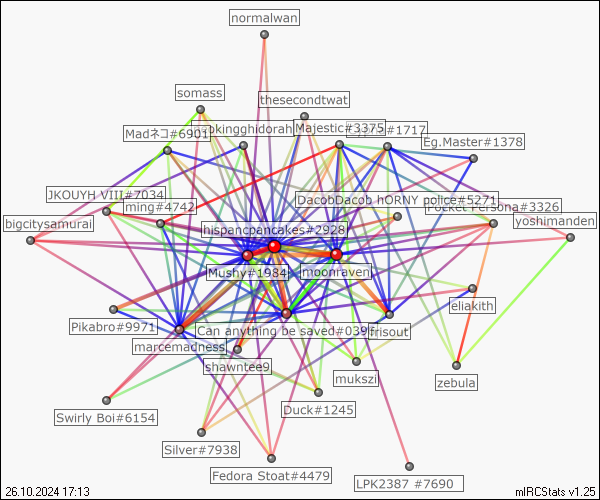 normalwan
somass
thesecondtwat
Madネコ#6901
okingghidorah
Majestic#3375
#1717
Eg.Master#1378
DacobDacob hORNY police#5271
JKOUYH VIII#7034
ming#4742
ona#3326
bigcitysamurai
hispancpancakes#2928
yoshimanden
Mushy#1984
moonraven
eliakith
Pikabro#9971
Can anything be saved#039
frisout
marcemadness
shawntee9
mukszi
zebula
Swirly Boi#6154
Duck#1245
Silver#7938
Fedora Stoat#4479
LPK2387 #7690
26.10.2024 17:13
mIRCStats v1.25